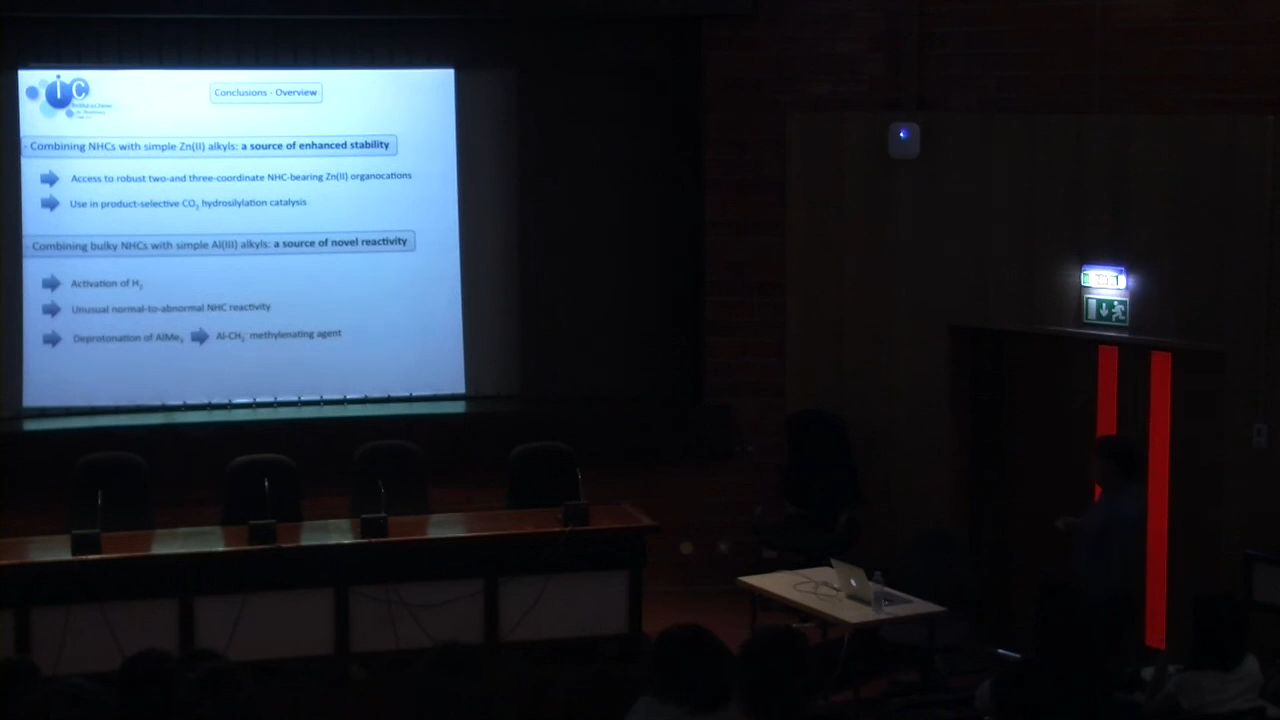 iC
Conclusions - Overview
- Combining NHCs with simple Zn(II) alkyls: a source of enhanced stability
Access to robust two-and three-coordinate NHC-bearing Zn(II) organocations
Use in product-selective CO2 hydrosilylation catalysis
- Combining bulky NHCs with simple Al(III) alkyls: a source of novel reactivity
Activation of H2
Unusual normal-to-abnormal NHC reactivity
Deprotonation of AlMe3 Al-CH2 methylenating agent